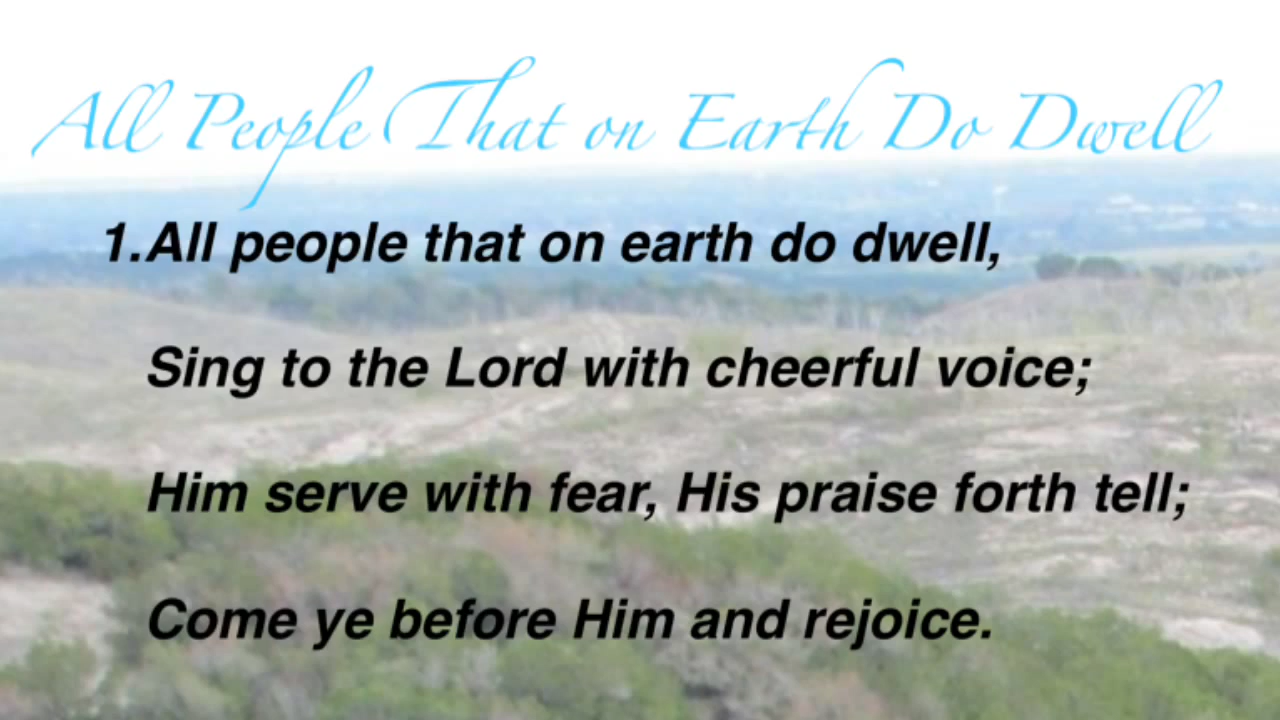 All People That on Earth Do Dwell
1. All people that on earth do dwell,
Sing to the Lord with cheerful voice;
Him serve with fear, His praise forth tell;
Come ye before Him and rejoice.